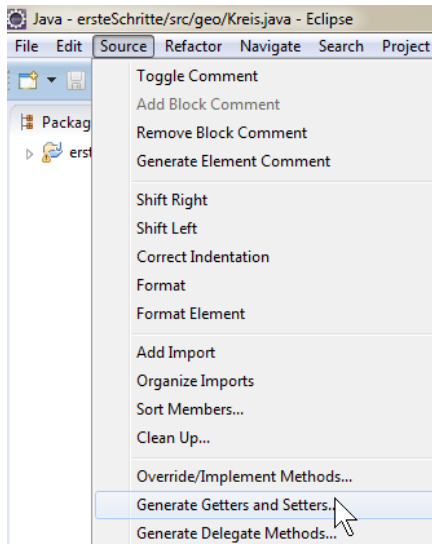 Java - ersteSchritte/src/geo/Kreis.java - Eclipse
File Edit Source Refactor Navigate Search Project
Toggle Comment
Add Block Comment
Packag
Remove Block Comment
erst
Generate Element Comment
Shift Right
Shift Left
Correct Indentation
Format
Format Element
Add Import
Organize Imports
Sort Members...
Clean Up...
Override/Implement Methods...
Generate Getters and Setters...
Generate Delegate Methods...